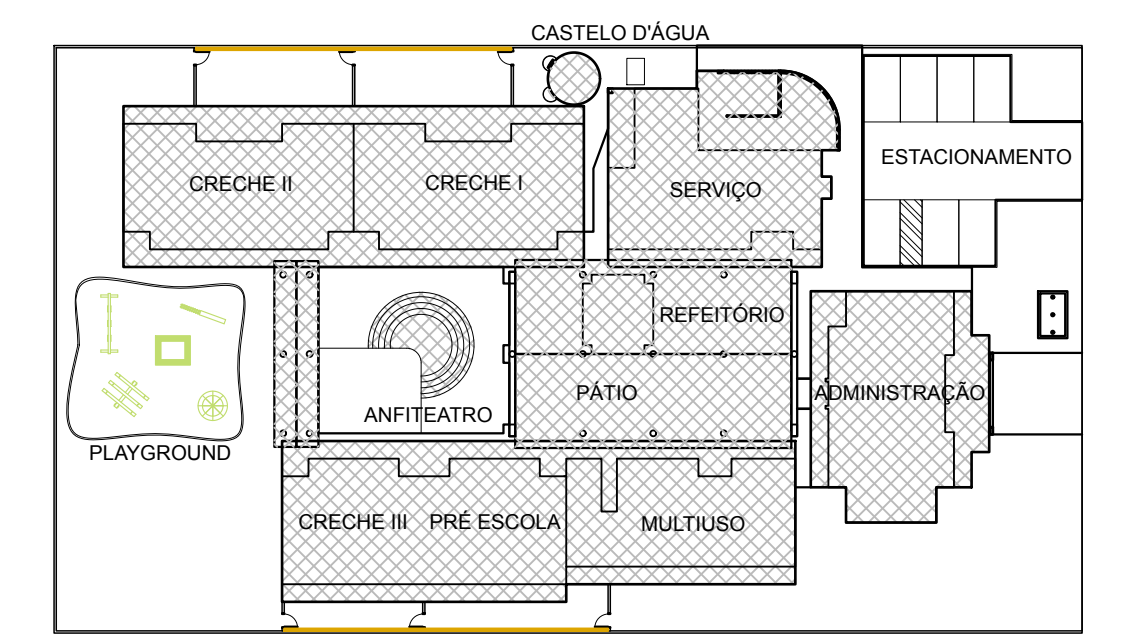 CASTELO D'ÁGUA
ESTACIONAMENTO
CRECHE II
CRECHE I
SERVIÇO
REFEITÓRIO
PÁTIO
ADMINISTRAÇÃO
ANFITEATRO
PLAYGROUND
CRECHE III
PRÉ ESCOLA
MULTIUSO